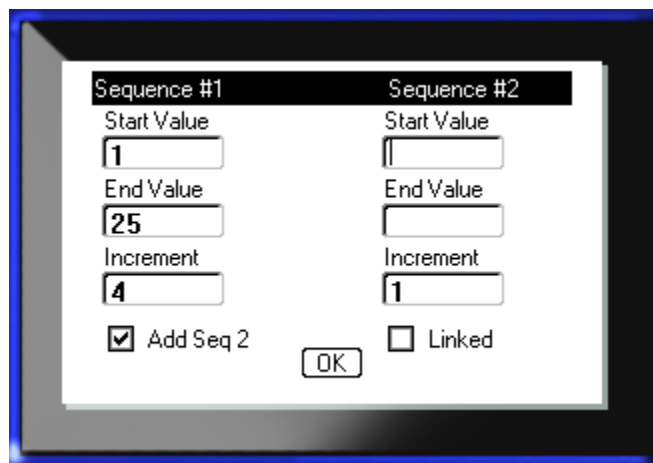 Sequence #1 Sequence #2
Start Value Start Value
1
End Value End Value
25
Increment Increment
4 1
Add Seq 2 Linked
OK